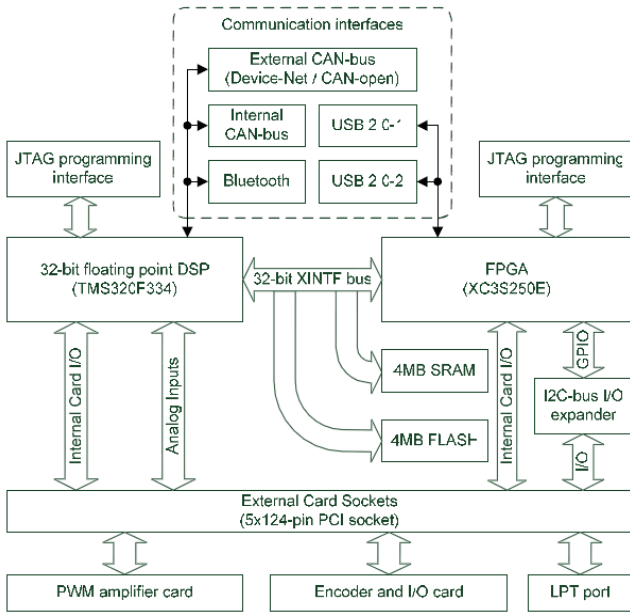 Communication interfaces
External CAN-bus
(Device-Net / CAN-open)
Internal
CAN-bus
USB 2 0-1
Bluetooth
USB 2 0-2
JTAG programming
interface
JTAG programming
interface
32-bit floating point DSP
(TMS320F334)
32-bit XINTF bus
FPGA
(XC3S250E)
Internal Card I/O
Analog Inputs
4MB SRAM
4MB FLASH
Internal Card I/O
GPIO
I2C-bus I/O
expander
I/O
External Card Sockets
(5x124-pin PCI socket)
PWM amplifier card
Encoder and I/O card
LPT port